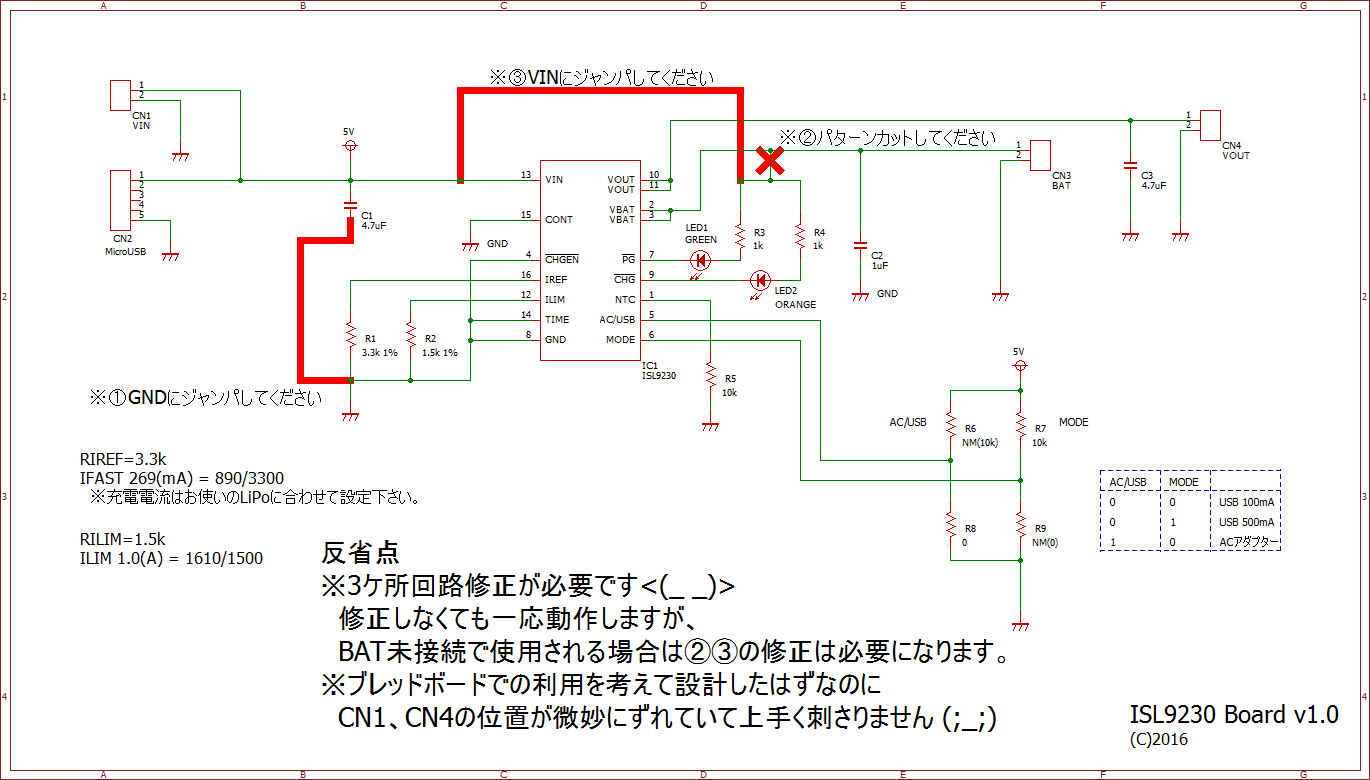 A B C D E F G
※③VINにジャンパしてください
1
2
CN1
VIN
5V
1
2
3
4
5
CN2
MicroUSB
C1
4.7uF
GND
13 VIN
15 CONT
4 CHGEN
16 IREF
12 ILIM
14 TIME
8 GND
VOUT 10
VOUT 11
VBAT 2
VBAT 3
PG 7
CHG 9
NTC 1
AC/USB 5
MODE 6
IC1
ISL9230
※②パターンカットしてください
LED1
GREEN
R3
1k
R4
1k
LED2
ORANGE
C2
1uF
GND
1
2
CN3
BAT
C3
4.7uF
1
2
CN4
VOUT
R1
3.3k 1%
R2
1.5k 1%
R5
10k
※①GNDにジャンパしてください
5V
AC/USB
R6
NM(10k)
R7
10k
MODE
R8
0
R9
NM(0)
AC/USB MODE
0 0 USB 100mA
0 1 USB 500mA
1 0 ACアダプター
RIREF=3.3k
IFAST 269(mA) = 890/3300
※充電電流はお使いのLiPoに合わせて設定下さい。
RILIM=1.5k
ILIM 1.0(A) = 1610/1500
反省点
※3ケ所回路修正が必要です<(_ _)>
修正しなくても一応動作しますが、
BAT未接続で使用される場合は②③の修正は必要になります。
※ブレッドボードでの利用を考えて設計したはずなのに
CN1、CN4の位置が微妙にずれていて上手く刺さりません (;_;)
ISL9230 Board v1.0
(C)2016
1 1
2 2
3 3
4 4
A B C D E F G